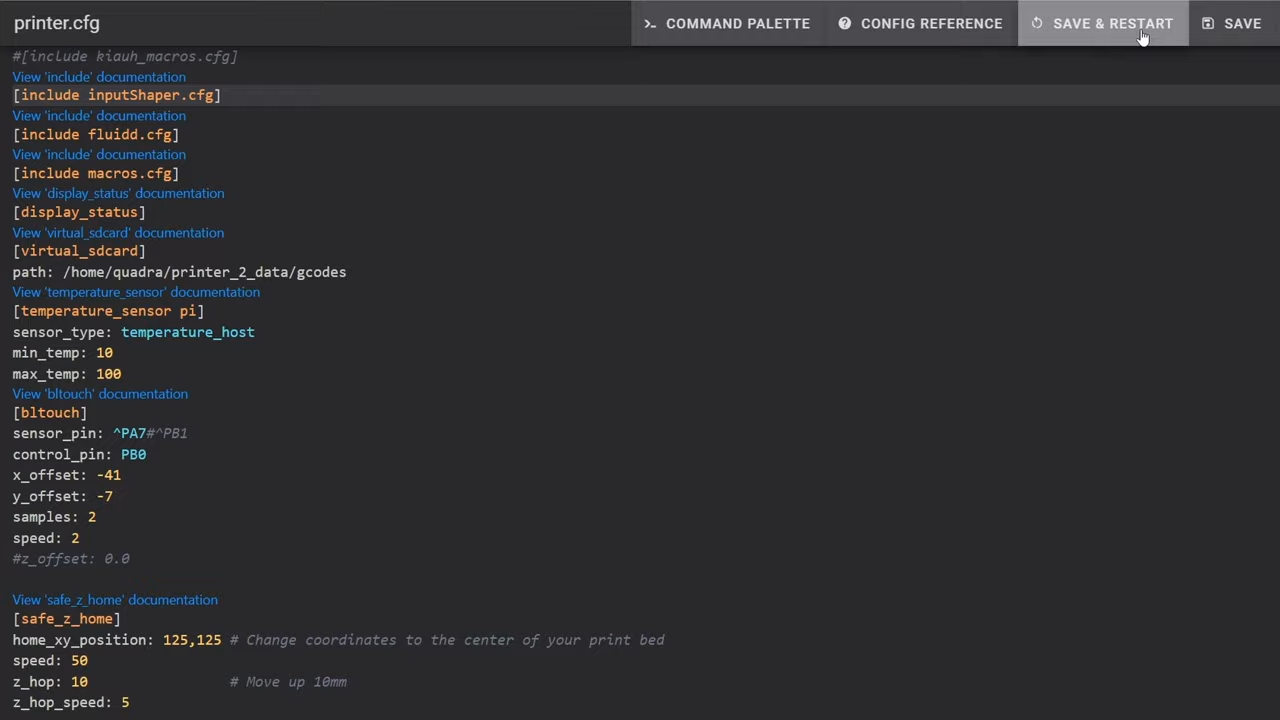 printer.cfg
COMMAND PALETTE
CONFIG REFERENCE
SAVE & RESTART
SAVE
#[include kiauh_macros.cfg]
View 'include' documentation
[include inputShaper.cfg]
View 'include' documentation
[include fluidd.cfg]
View 'include' documentation
[include macros.cfg]
View 'display_status' documentation
[display_status]
View 'virtual_sdcard' documentation
[virtual_sdcard]
path: /home/quadra/printer_2_data/gcodes
View 'temperature_sensor' documentation
[temperature_sensor pi]
sensor_type: temperature_host
min_temp: 10
max_temp: 100
View 'bltouch' documentation
[bltouch]
sensor_pin: ^PA7#^PB1
control_pin: PB0
x_offset: -41
y_offset: -7
samples: 2
speed: 2
#z_offset: 0.0
View 'safe_z_home' documentation
[safe_z_home]
home_xy_position: 125,125 # Change coordinates to the center of your print bed
speed: 50
z_hop: 10 # Move up 10mm
z_hop_speed: 5